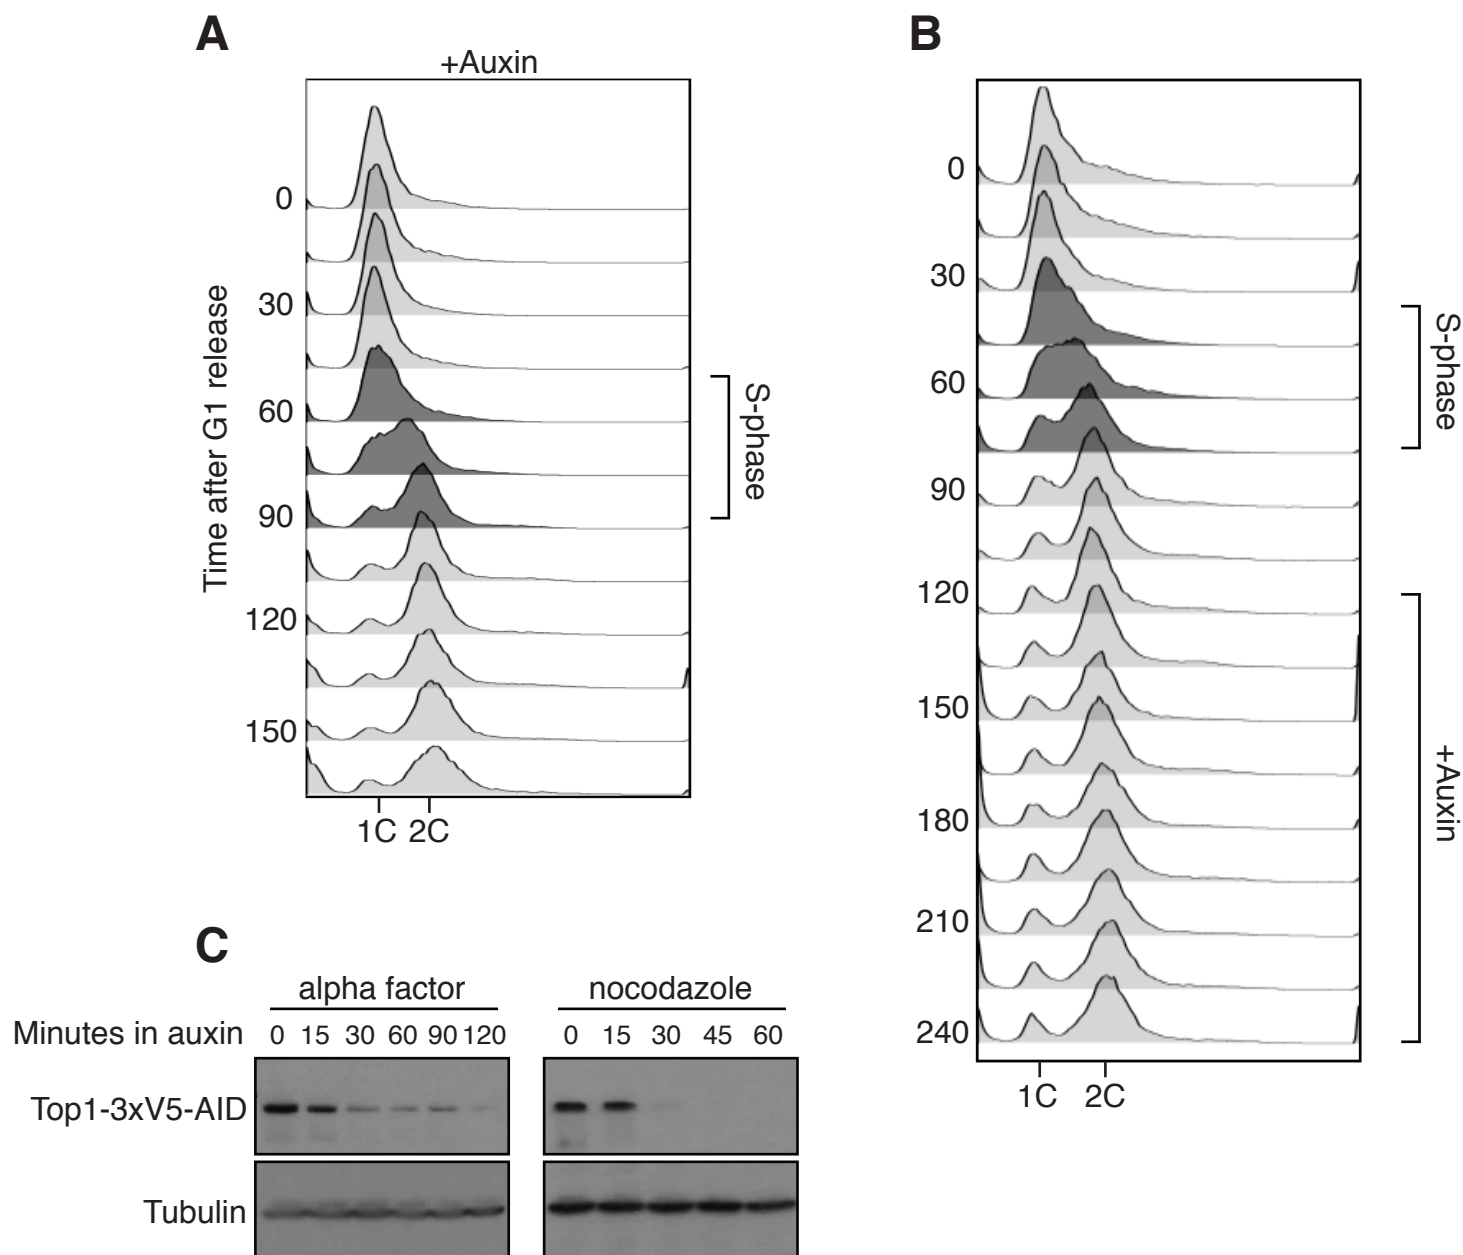 A
+Auxin
Time after G1 release
0
30
60
90
120
150
S-phase
1C 2C
B
0
30
60
90
120
150
180
210
240
S-phase
+Auxin
1C 2C
C
alpha factor nocodazole
Minutes in auxin 0 15 30 60 90 120 0 15 30 45 60
Top1-3xV5-AID
Tubulin